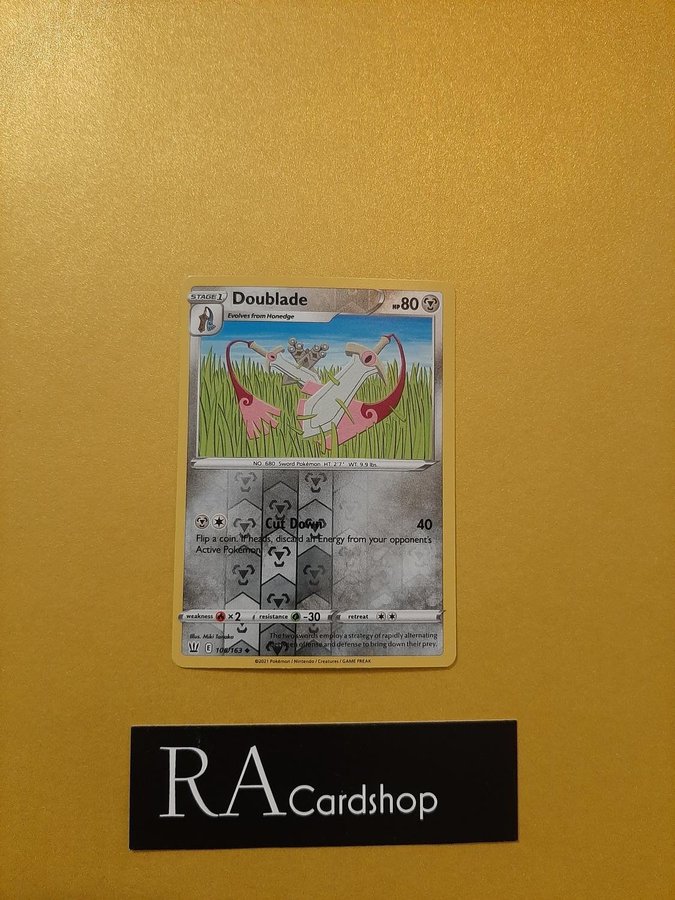 STAGE 1 Doublade HP 80
Evolves from Honedge
NO. 680 Sword Pokémon HT: 2'7" WT: 9.9 lbs.
Cut Down 40
Flip a coin. If heads, discard an Energy from your opponent's
Active Pokémon.
weakness ×2 resistance -30 retreat
Illus. Miki Tanaka
/163
The two swords employ a strategy of rapidly alternating
between offense and defense to bring down their prey.
©2021 Pokémon / Nintendo / Creatures / GAME FREAK
RA Cardshop